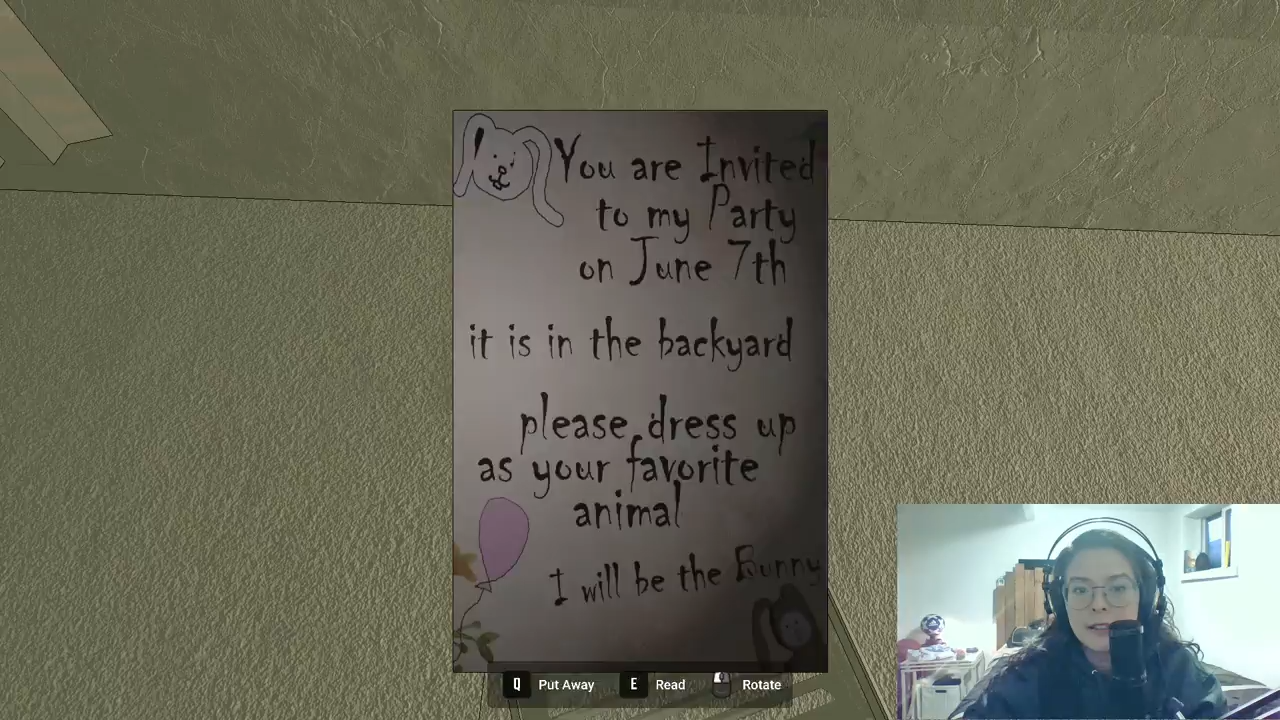 You are Invited
to my Party
on June 7th
it is in the backyard
please dress up
as your favorite
animal
I will be the Bunny
Q Put Away E Read Rotate